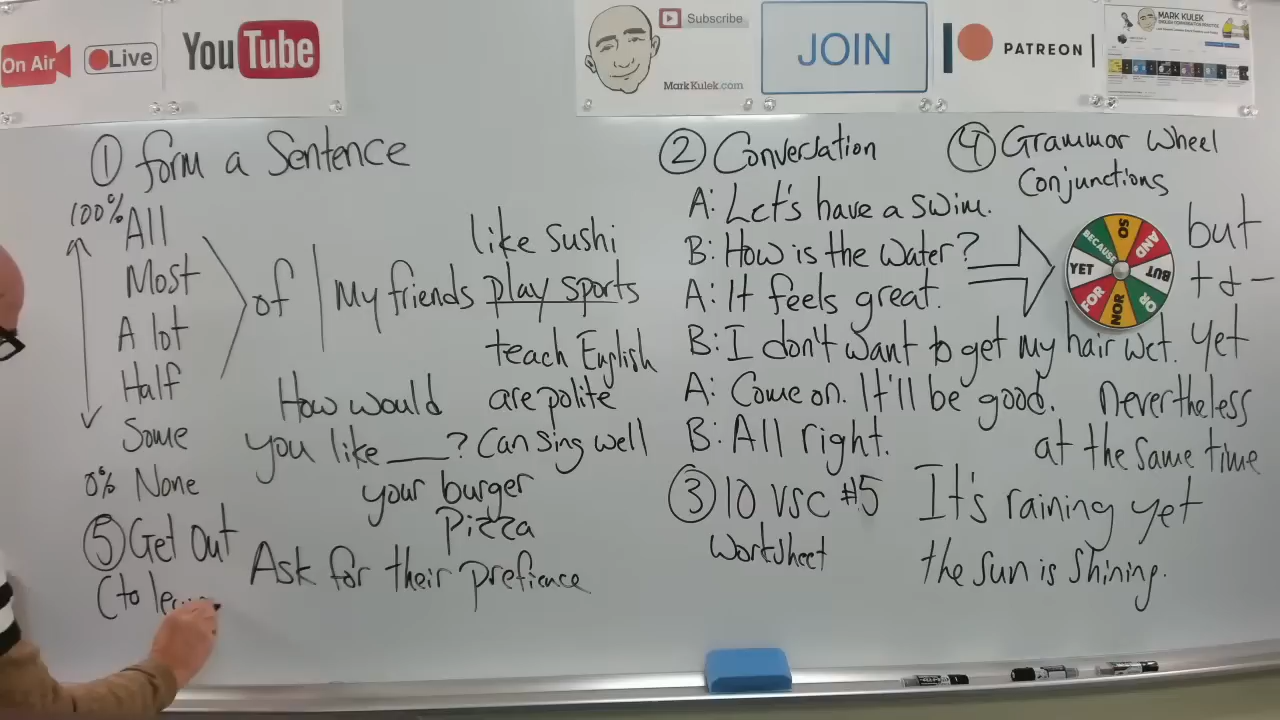 On Air
Live
YouTube
Subscribe
MarkKulek.com
JOIN
PATREON
MARK KULEK
① Form a Sentence
100%
All
Most
A lot
Half
Some
0% None
of
My friends
like sushi
play sports
teach English
are polite
Can sing well
How would
you like ___?
your burger
Pizza
Ask for their prefience
⑤ Get Out
(to leav
② Conversation
A: Let's have a swim.
B: How is the water?
A: It feels great.
B: I don't want to get my hair wet.
A: Come on. It'll be good.
B: All right.
③ 10 VSC #5
Worksheet
④ Grammar Wheel
Conjunctions
SO
AND
BUT
OR
NOR
FOR
YET
BECAUSE
but
+ & -
yet
nevertheless
at the same time
It's raining yet
the sun is shining.